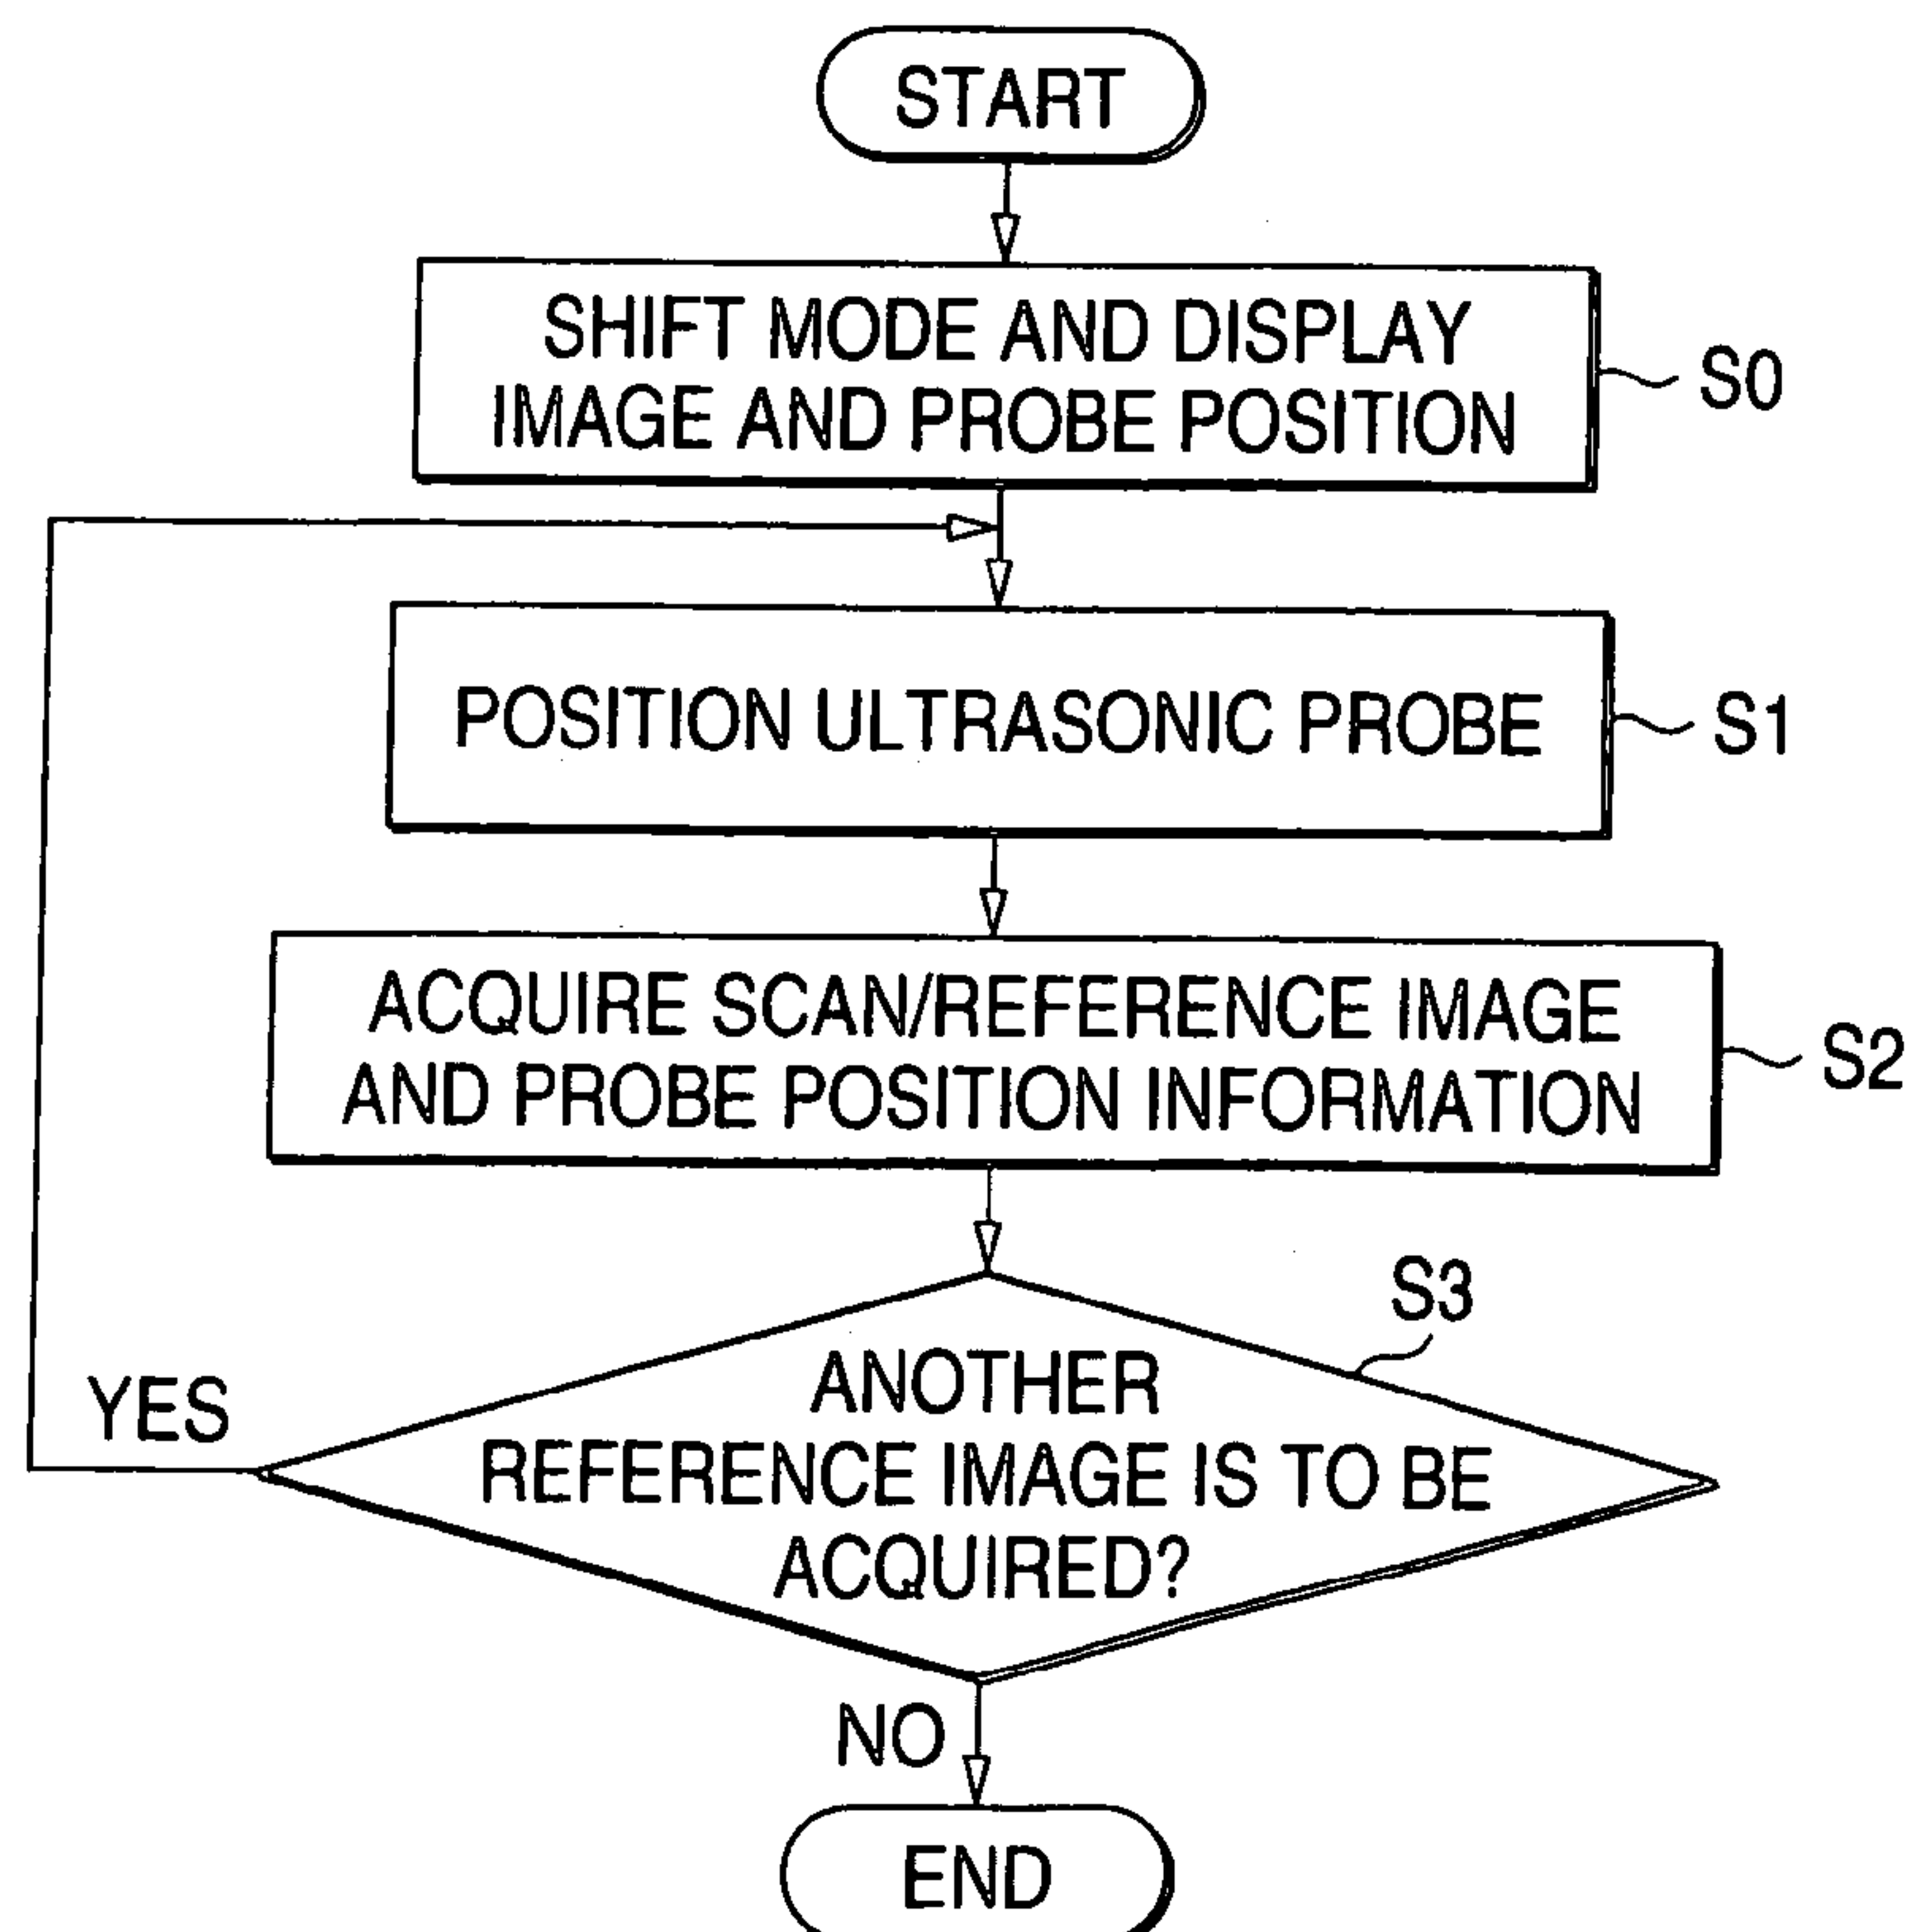 START
SHIFT MODE AND DISPLAY
IMAGE AND PROBE POSITION
S0
POSITION ULTRASONIC PROBE
S1
ACQUIRE SCAN/REFERENCE IMAGE
AND PROBE POSITION INFORMATION
S2
S3
ANOTHER
REFERENCE IMAGE IS TO BE
ACQUIRED?
YES
NO
END